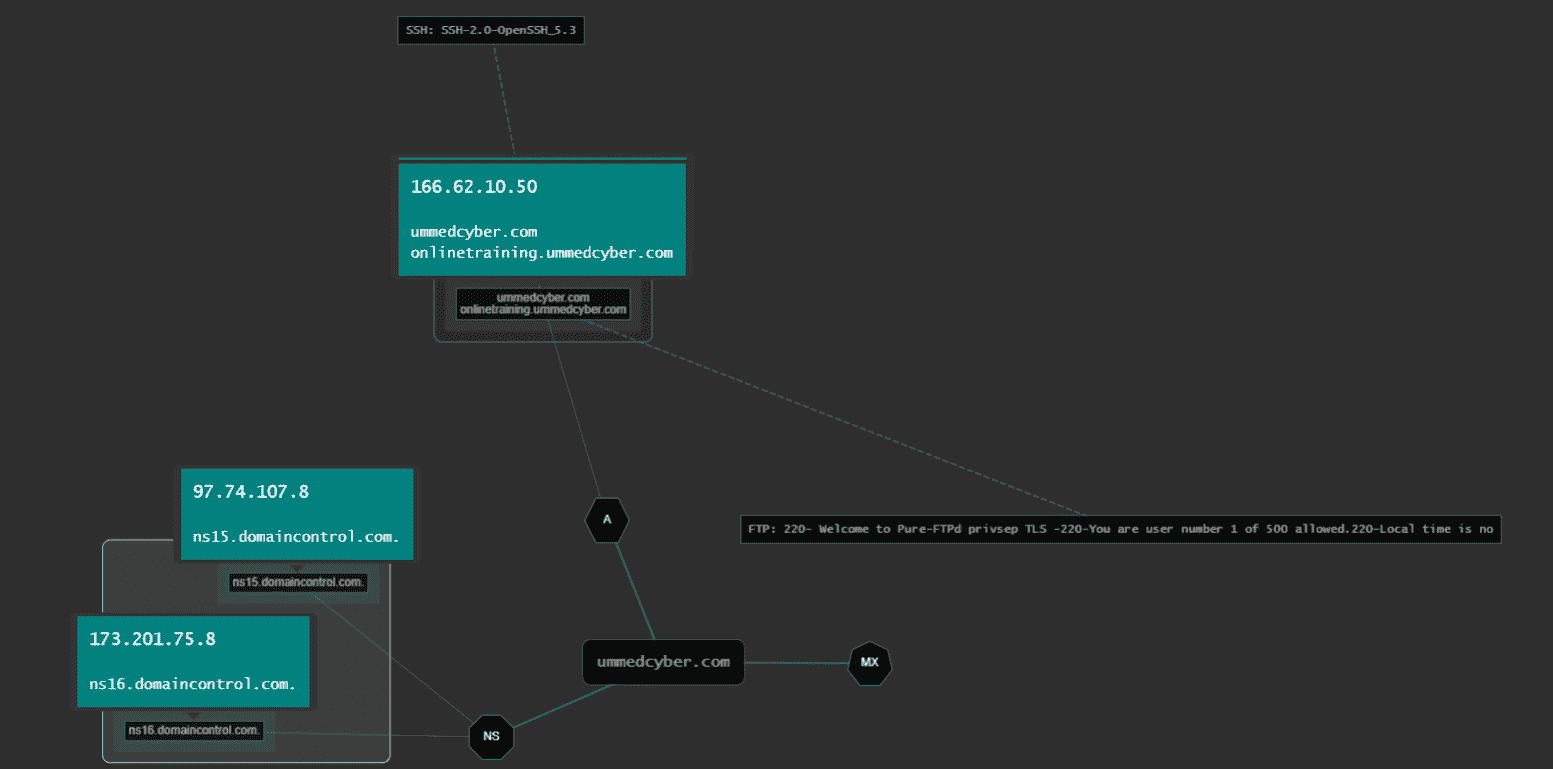 SSH: SSH-2.0-OpenSSH_5.3
166.62.10.50
ummedcyber.com
onlinetraining.ummedcyber.com
ummedcyber.com
onlinetraining.ummedcyber.com
97.74.107.8
ns15.domaincontrol.com.
ns15.domaincontrol.com.
A
FTP: 220- Welcome to Pure-FTPd privsep TLS -220-You are user number 1 of 500 allowed.220-Local time is no
173.201.75.8
ns16.domaincontrol.com.
ns16.domaincontrol.com.
ummedcyber.com
MX
NS